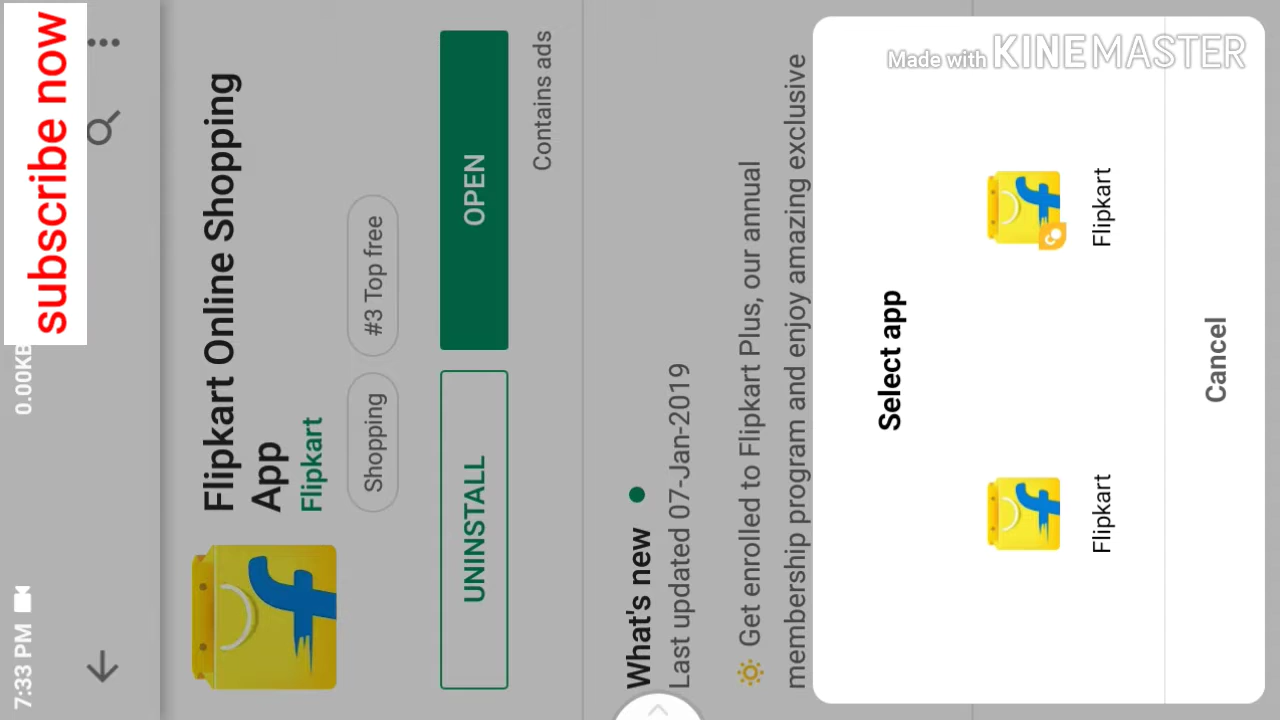 subscribe now
7:33 PM
0.00KB
Flipkart Online Shopping
App
Flipkart
Shopping
#3 Top free
UNINSTALL
OPEN
Contains ads
What's new
Last updated 07-Jan-2019
Get enrolled to Flipkart Plus, our annual
membership program and enjoy amazing exclusive
Select app
Flipkart
Flipkart
Cancel
Made with KINEMASTER